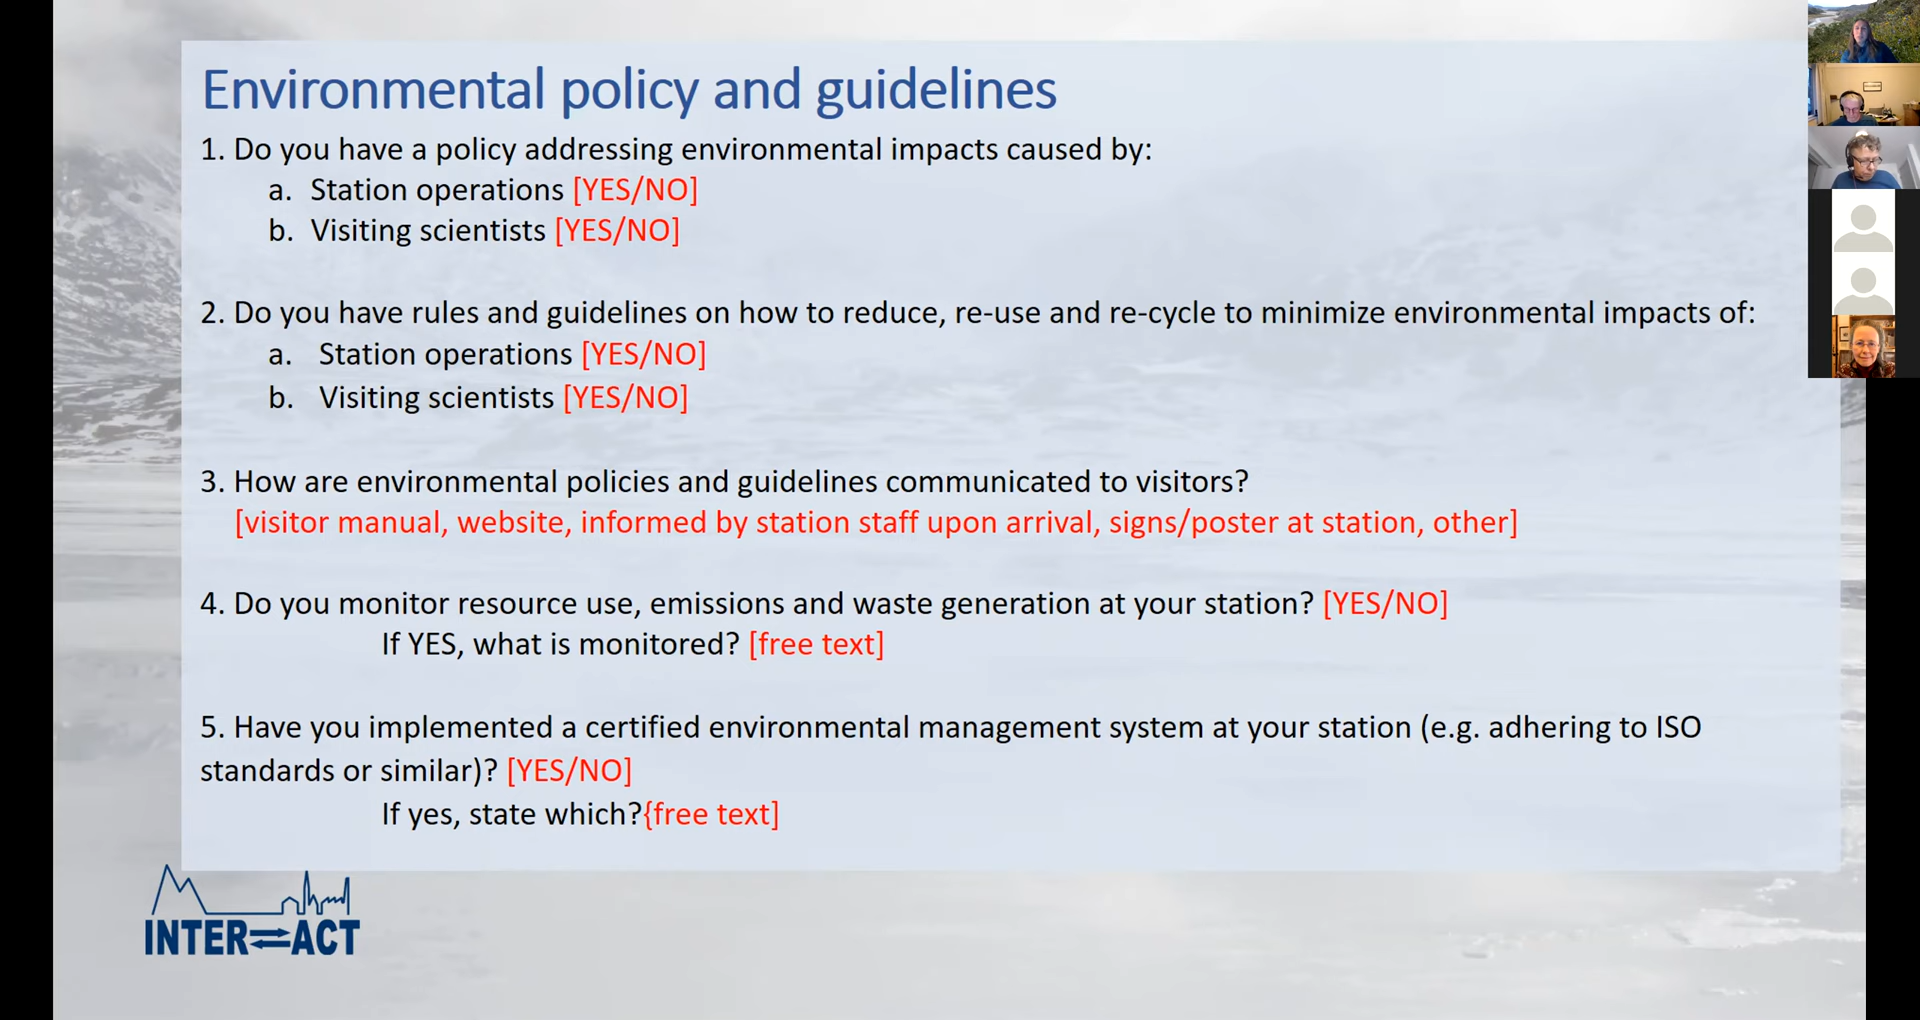 Environmental policy and guidelines
1. Do you have a policy addressing environmental impacts caused by:
a. Station operations [YES/NO]
b. Visiting scientists [YES/NO]
2. Do you have rules and guidelines on how to reduce, re-use and re-cycle to minimize environmental impacts of:
a. Station operations [YES/NO]
b. Visiting scientists [YES/NO]
3. How are environmental policies and guidelines communicated to visitors?
[visitor manual, website, informed by station staff upon arrival, signs/poster at station, other]
4. Do you monitor resource use, emissions and waste generation at your station? [YES/NO]
If YES, what is monitored? [free text]
5. Have you implemented a certified environmental management system at your station (e.g. adhering to ISO
standards or similar)? [YES/NO]
If yes, state which?{free text]
INTER⇌ACT